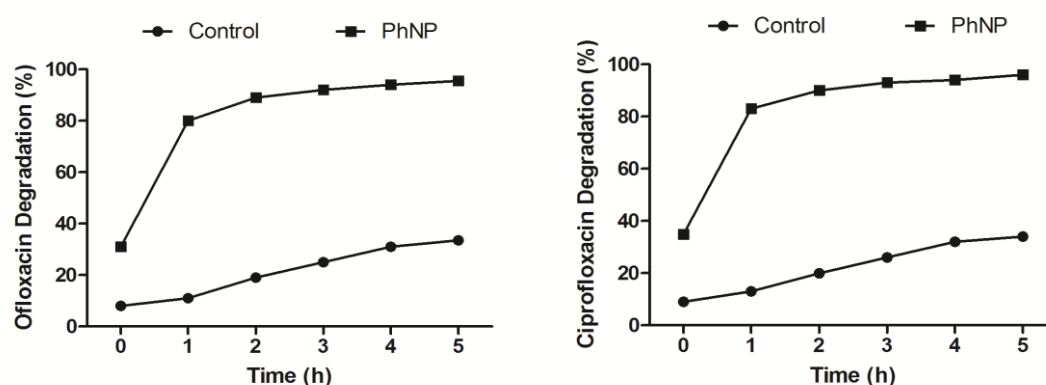 Control PhNP
Ofloxacin Degradation (%)
100
80
60
40
20
0
0 1 2 3 4 5
Time (h)
Control PhNP
Ciprofloxacin Degradation (%)
100
80
60
40
20
0
0 1 2 3 4 5
Time (h)